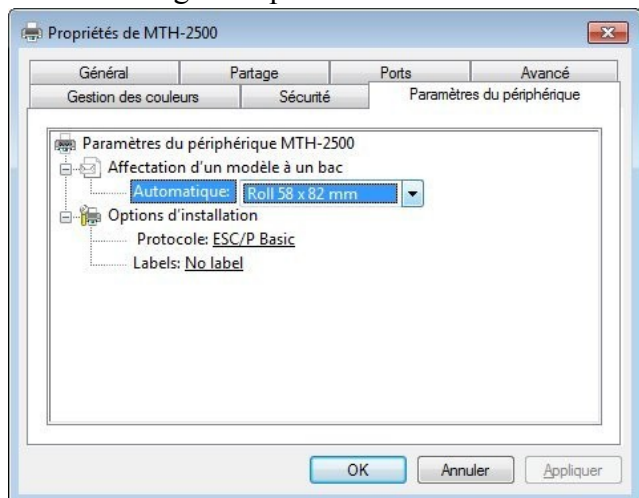 Propriétés de MTH-2500
Général Partage Ports Avancé
Gestion des couleurs Sécurité Paramètres du périphérique
Paramètres du périphérique MTH-2500
Affectation d'un modèle à un bac
Automatique: Roll 58 x 82 mm
Options d'installation
Protocole: ESC/P Basic
Labels: No label
OK Annuler Appliquer